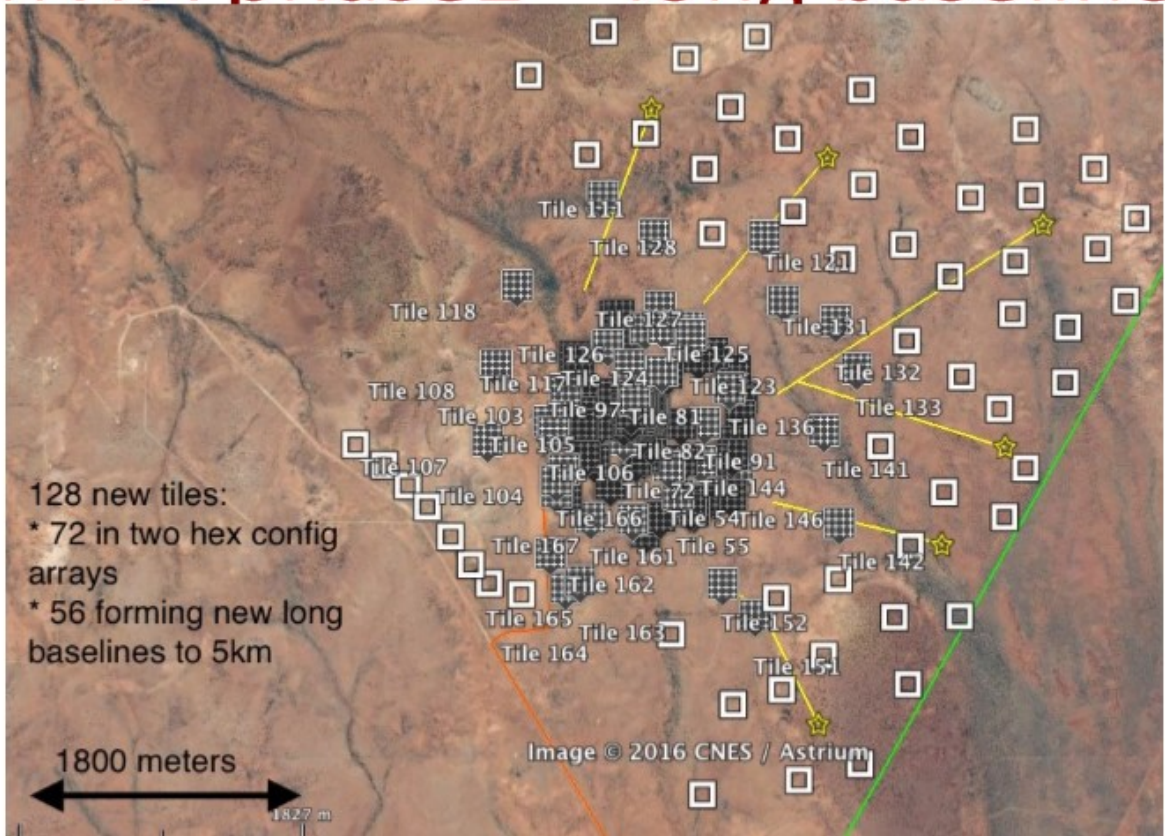 Tile 111
Tile 128
Tile 121
Tile 118
Tile 127
Tile 131
Tile 126
Tile 125
Tile 132
Tile 117
Tile 124
Tile 123
Tile 108
Tile 133
Tile 103
Tile 97
Tile 81
Tile 136
Tile 105
Tile 82
Tile 91
Tile 107
Tile 106
Tile 141
Tile 104
Tile 72
Tile 144
Tile 166
Tile 54
Tile 146
Tile 167
Tile 161
Tile 55
Tile 142
Tile 162
Tile 165
Tile 163
Tile 152
Tile 164
Tile 151
128 new tiles:
* 72 in two hex config
arrays
* 56 forming new long
baselines to 5km
Image © 2016 CNES / Astrium
1800 meters
1827 m